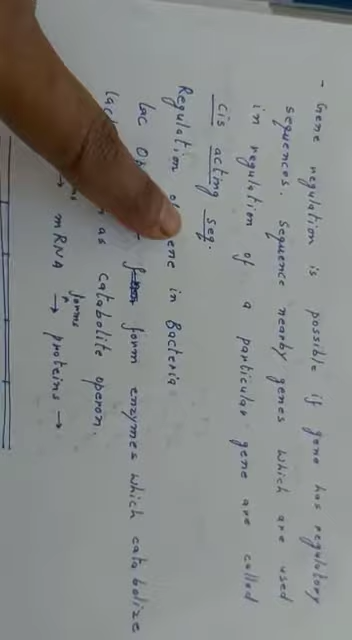 - Gene regulation is possible if gene has regulatory
sequences. Sequence nearby genes which are used
in regulation of a particular gene are called
cis acting seq.
Regulation gene in Bacteria
lac form enzymes which catabolize
as catabolite operon.
→ mRNA forms → proteins →